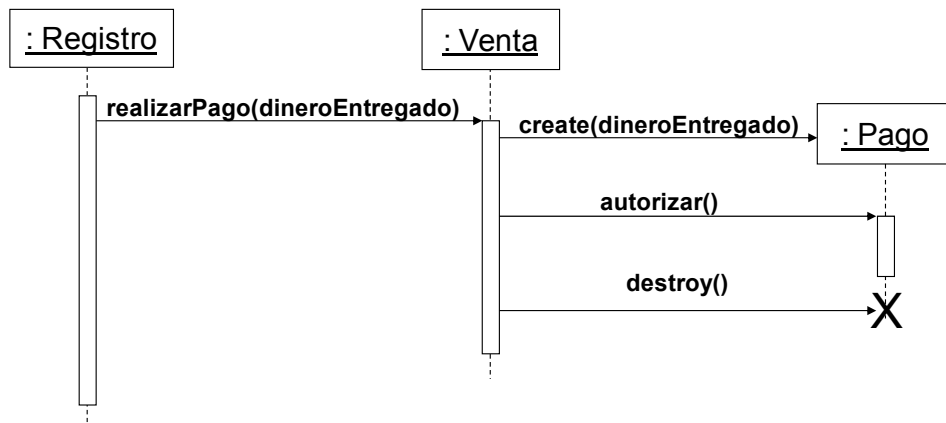 : Registro
: Venta
realizarPago(dineroEntregado)
create(dineroEntregado)
: Pago
autorizar()
destroy()
X